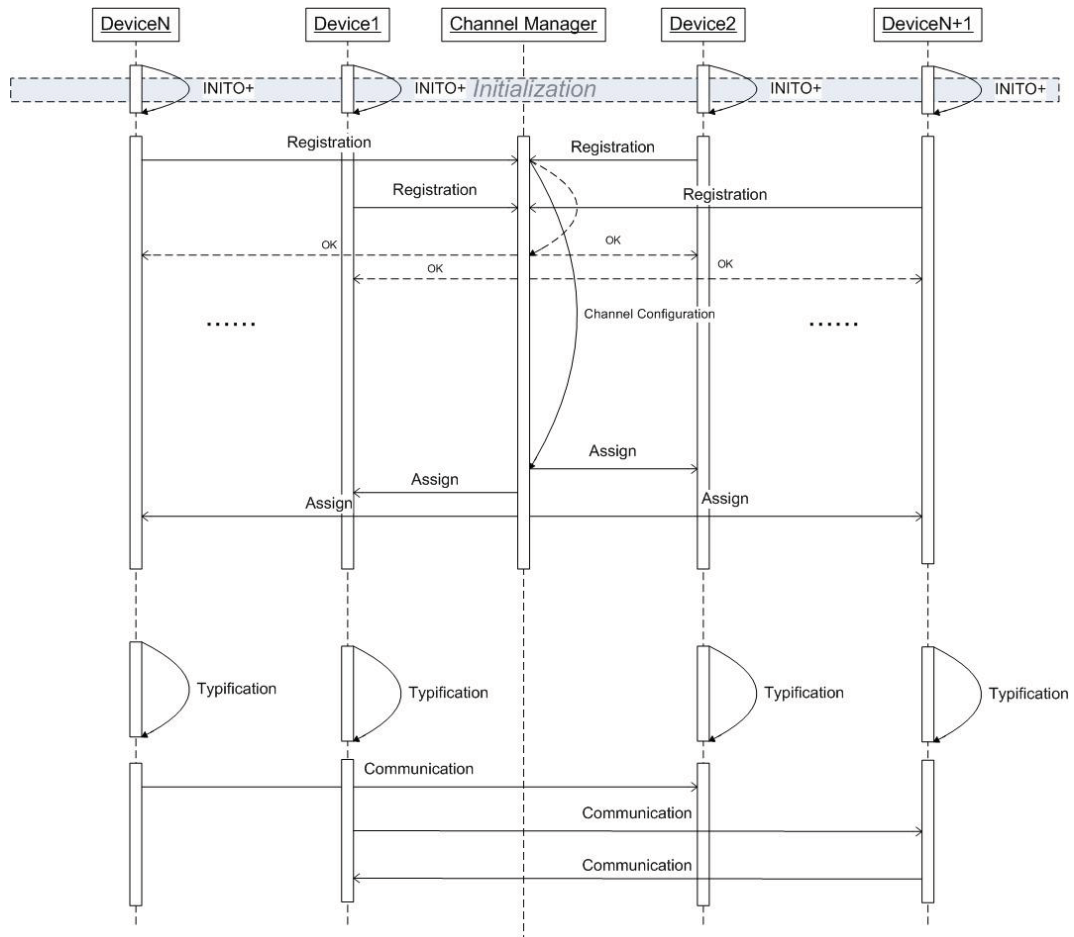 DeviceN
Device1
Channel Manager
Device2
DeviceN+1
INITO+
INITO+
Initialization
INITO+
INITO+
Registration
Registration
Registration
Registration
OK
OK
OK
OK
......
Channel Configuration
......
Assign
Assign
Assign
Assign
Typification
Typification
Typification
Typification
Communication
Communication
Communication